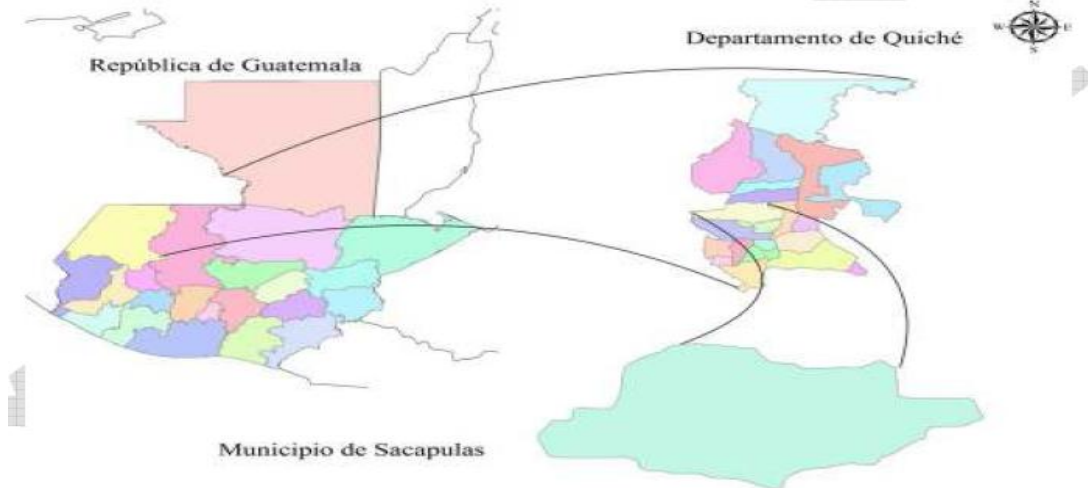 N
W E
S
Departamento de Quiché
República de Guatemala
Municipio de Sacapulas